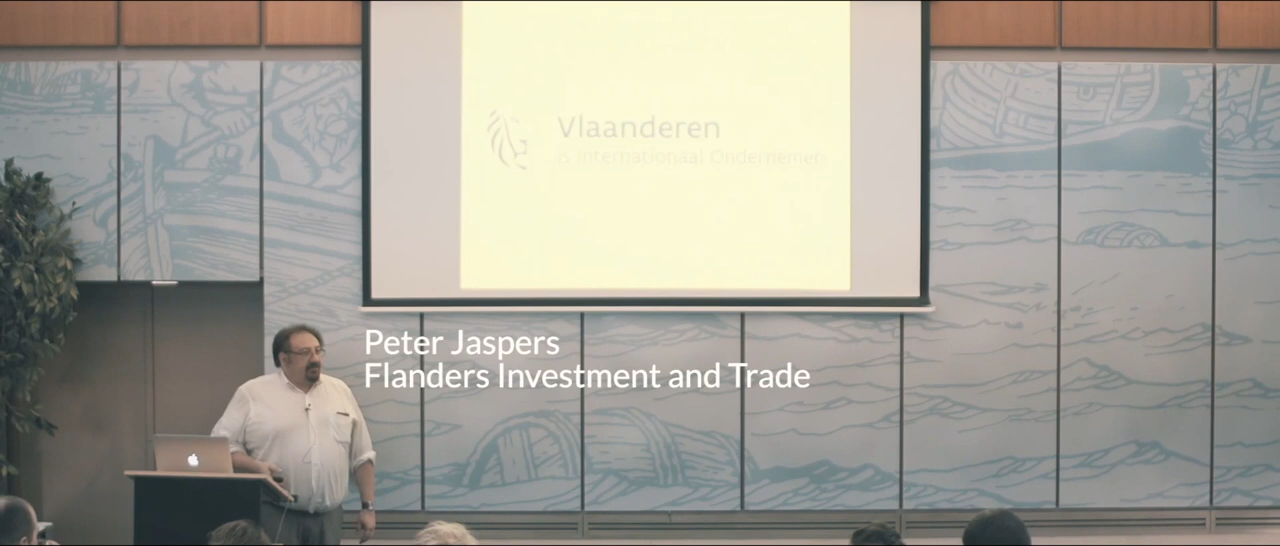 Vlaanderen
is internationaal Ondernemen
Peter Jaspers
Flanders Investment and Trade